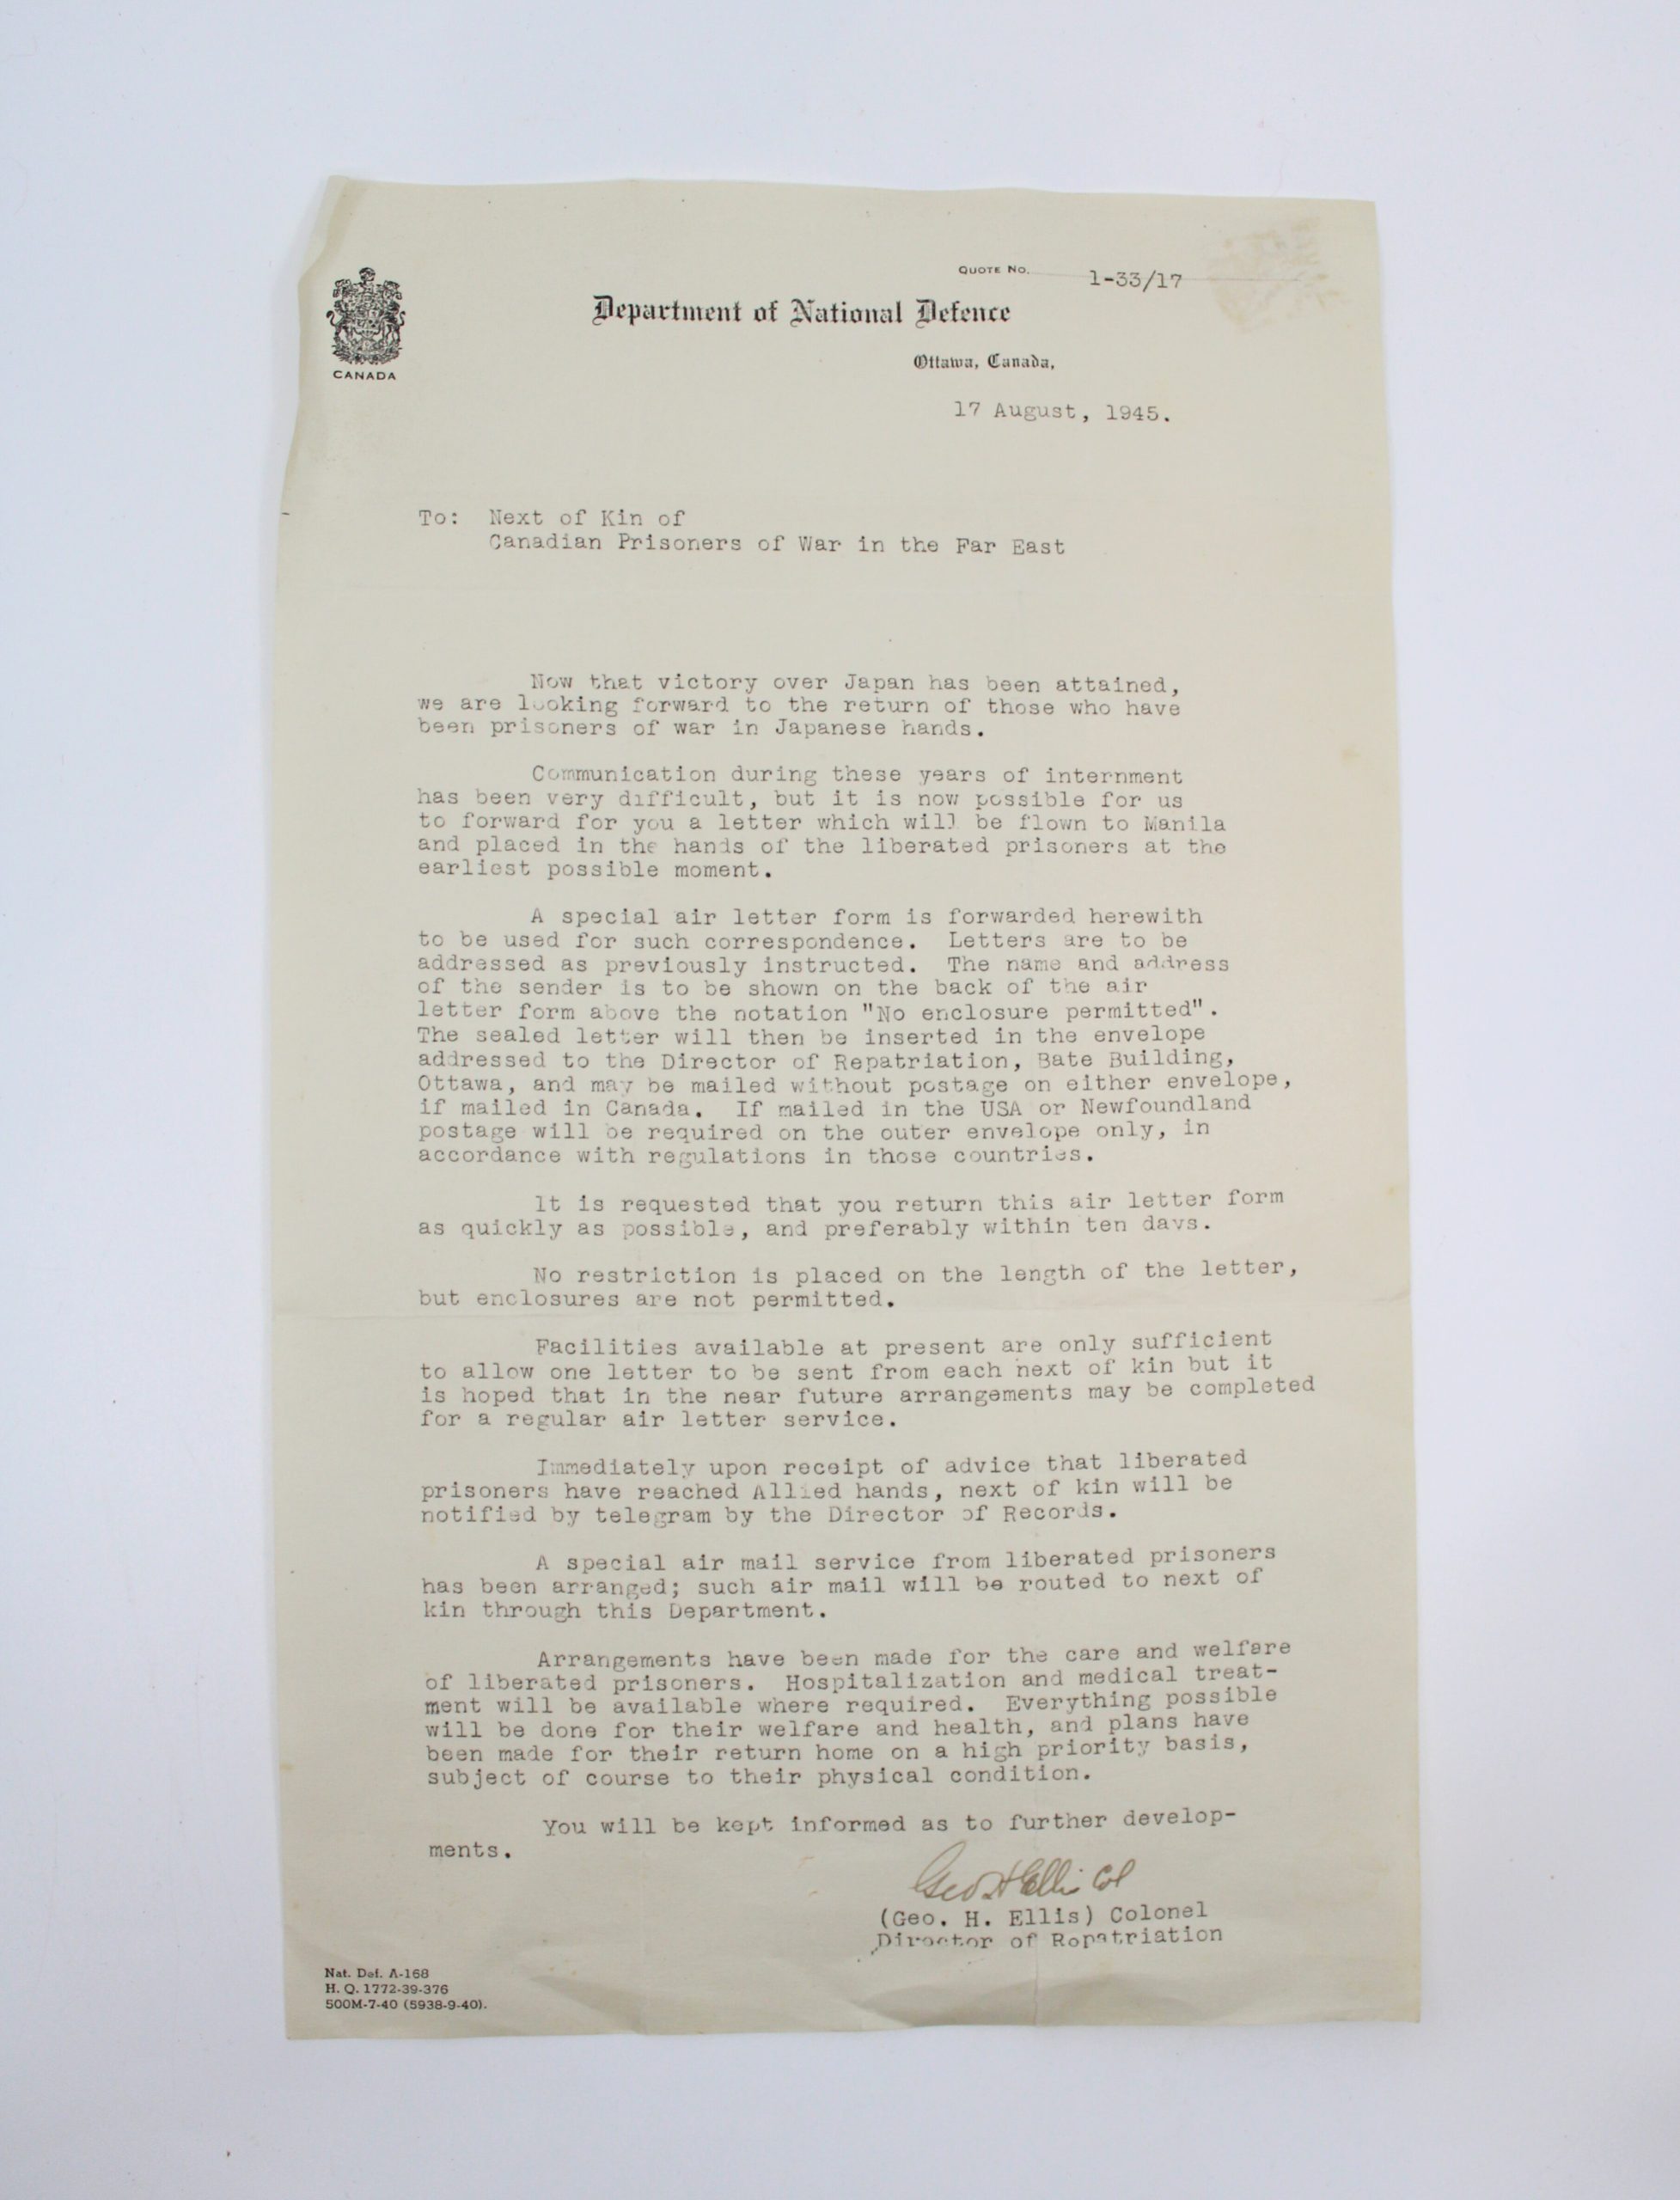 QUOTE NO. 1-33/17
Department of National Defence
CANADA
Ottawa, Canada,
17 August, 1945.
To: Next of Kin of
Canadian Prisoners of War in the Far East
Now that victory over Japan has been attained,
we are looking forward to the return of those who have
been prisoners of war in Japanese hands.
Communication during these years of internment
has been very difficult, but it is now possible for us
to forward for you a letter which will be flown to Manila
and placed in the hands of the liberated prisoners at the
earliest possible moment.
A special air letter form is forwarded herewith
to be used for such correspondence. Letters are to be
addressed as previously instructed. The name and address
of the sender is to be shown on the back of the air
letter form above the notation "No enclosure permitted".
The sealed letter will then be inserted in the envelope
addressed to the Director of Repatriation, Bate Building,
Ottawa, and may be mailed without postage on either envelope,
if mailed in Canada. If mailed in the USA or Newfoundland
postage will be required on the outer envelope only, in
accordance with regulations in those countries.
It is requested that you return this air letter form
as quickly as possible, and preferably within ten days.
No restriction is placed on the length of the letter,
but enclosures are not permitted.
Facilities available at present are only sufficient
to allow one letter to be sent from each next of kin but it
is hoped that in the near future arrangements may be completed
for a regular air letter service.
Immediately upon receipt of advice that liberated
prisoners have reached Allied hands, next of kin will be
notified by telegram by the Director of Records.
A special air mail service from liberated prisoners
has been arranged; such air mail will be routed to next of
kin through this Department.
Arrangements have been made for the care and welfare
of liberated prisoners. Hospitalization and medical treat-
ment will be available where required. Everything possible
will be done for their welfare and health, and plans have
been made for their return home on a high priority basis,
subject of course to their physical condition.
You will be kept informed as to further develop-
ments.
Geo H Ellis Col
(Geo. H. Ellis) Colonel
Director of Repatriation
Nat. Def. A-168
H. Q. 1772-39-376
500M-7-40 (5938-9-40).